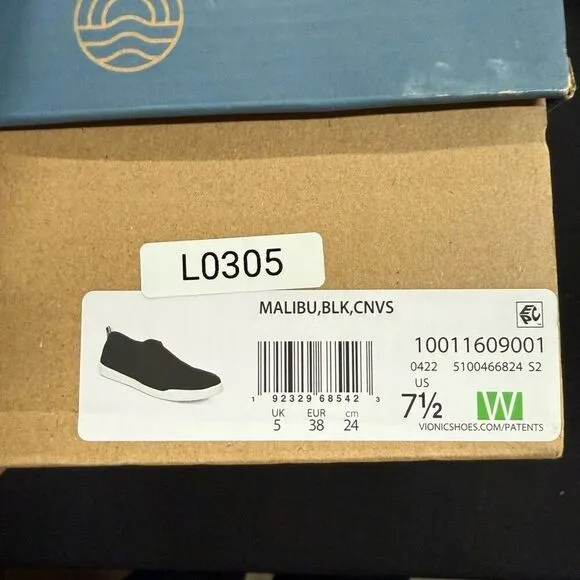 L0305
MALIBU,BLK,CNVS
10011609001
0422 5100466824 S2
1 92329 68542 3
US
7½
UK EUR cm
5 38 24
W
VIONICSHOES.COM/PATENTS